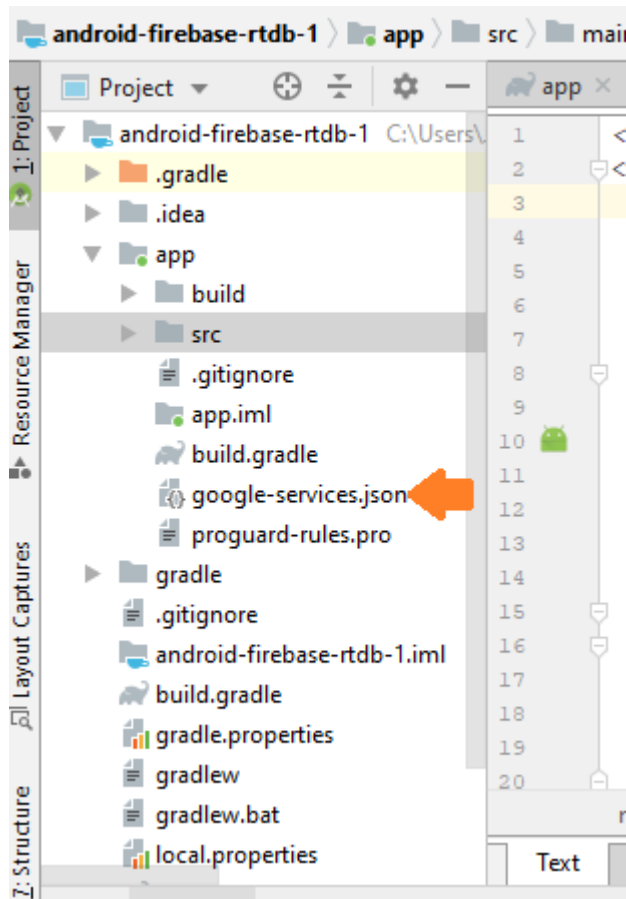 android-firebase-rtdb-1 app src main
Project
app
1: Project
Resource Manager
Layout Captures
7: Structure
android-firebase-rtdb-1 C:\Users\
.gradle
.idea
app
build
src
.gitignore
app.iml
build.gradle
google-services.json
proguard-rules.pro
gradle
.gitignore
android-firebase-rtdb-1.iml
build.gradle
gradle.properties
gradlew
gradlew.bat
local.properties
1 <
2 <
3
4
5
6
7
8
9
10
11
12
13
14
15
16
17
18
19
20
Text